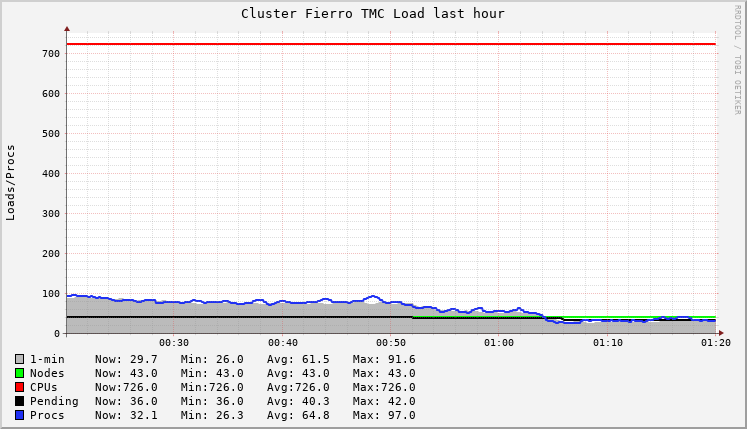 Cluster Fierro TMC Load last hour
RRDTOOL / TOBI OETIKER
Loads/Procs
700
600
500
400
300
200
100
0
00:30 00:40 00:50 01:00 01:10 01:20
1-min Now: 29.7 Min: 26.0 Avg: 61.5 Max: 91.6
Nodes Now: 43.0 Min: 43.0 Avg: 43.0 Max: 43.0
CPUs Now:726.0 Min:726.0 Avg:726.0 Max:726.0
Pending Now: 36.0 Min: 36.0 Avg: 40.3 Max: 42.0
Procs Now: 32.1 Min: 26.3 Avg: 64.8 Max: 97.0